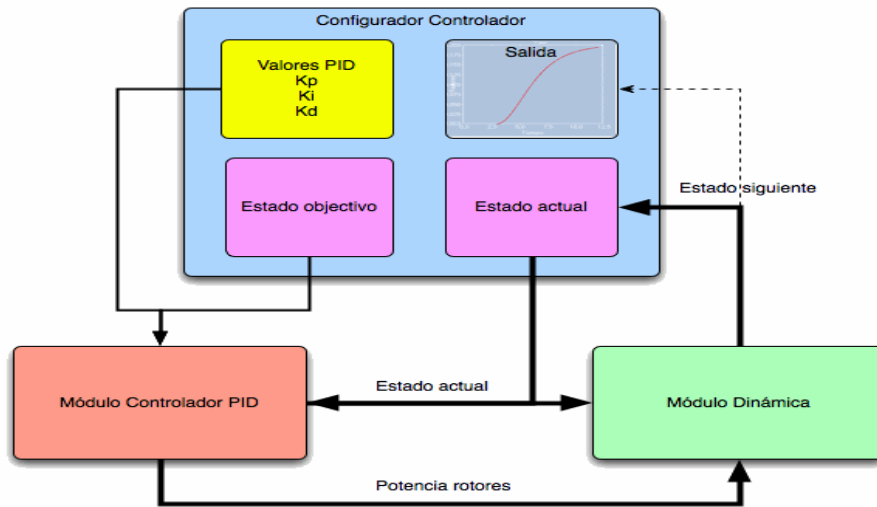 Configurador Controlador
Valores PID
Kp
Ki
Kd
Salida
Estado objectivo
Estado actual
Estado siguiente
Módulo Controlador PID
Estado actual
Módulo Dinámica
Potencia rotores